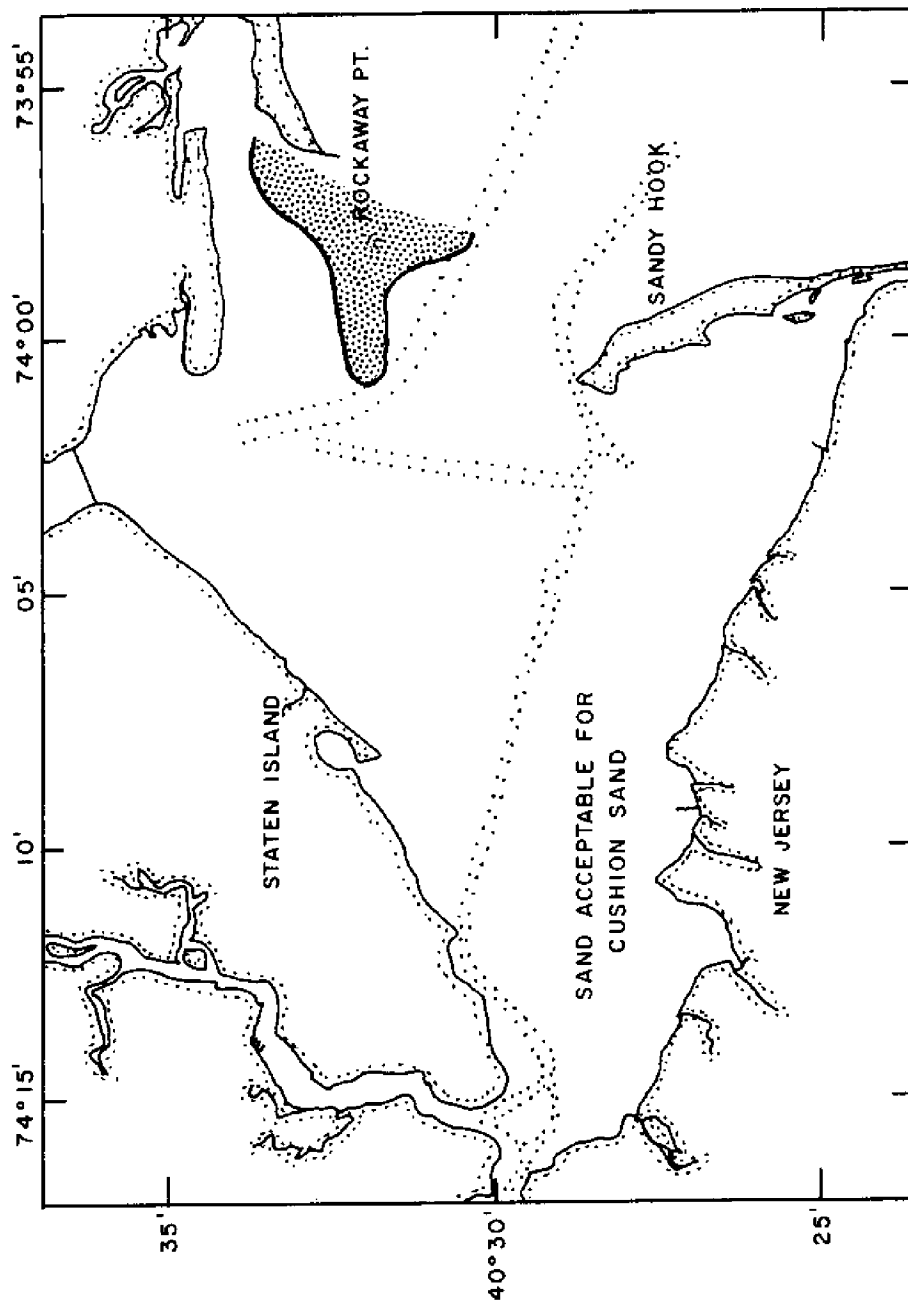 74°15'
10'
05'
74°00'
73°55'
35'
40°30'
25'
STATEN ISLAND
ROCKAWAY PT.
SANDY HOOK
SAND ACCEPTABLE FOR
CUSHION SAND
NEW JERSEY